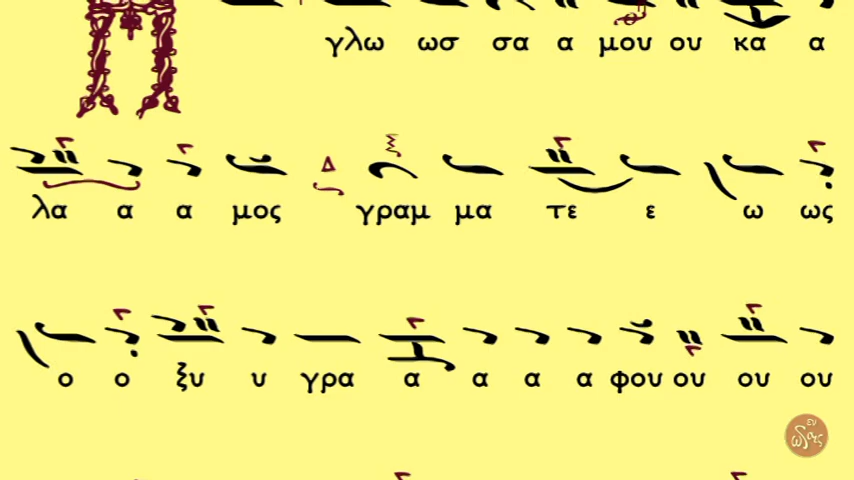 γλω ωσ σα α μου ου κα α
λα α α μος Δ γραμ μα τε ε ω ως
ο ο ξυ υ γρα α α α α φου ου ου ου